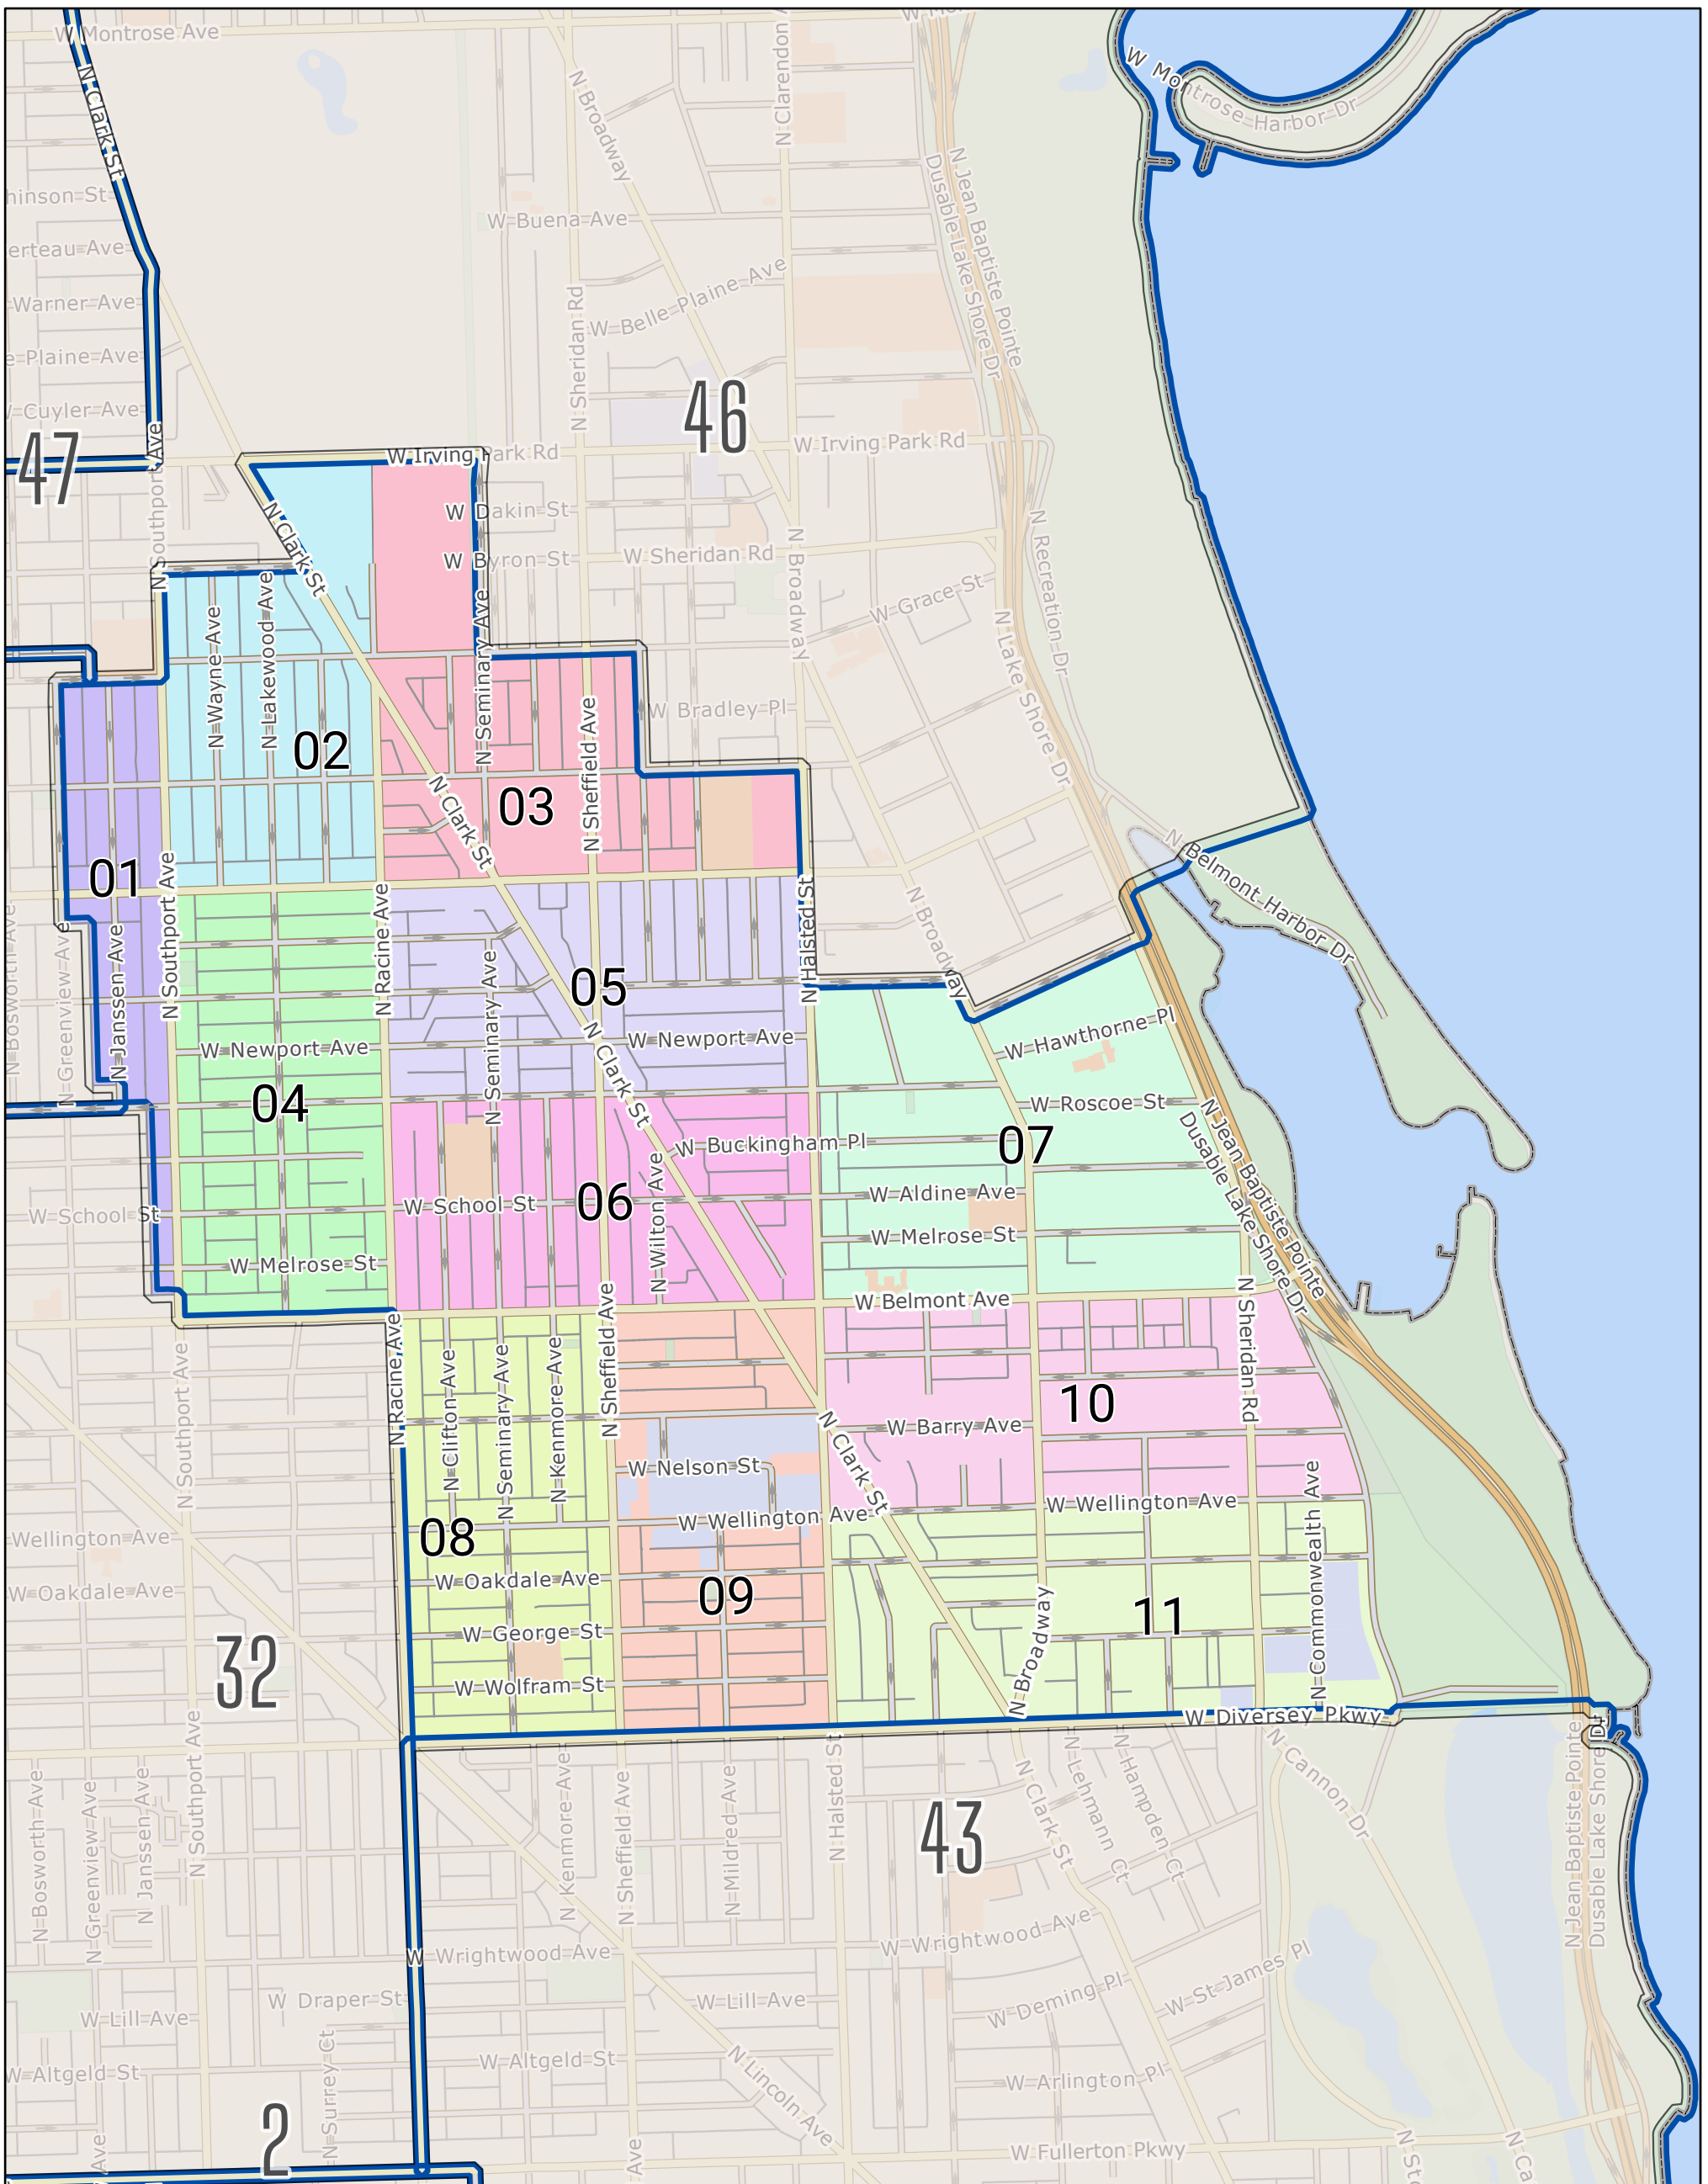 W Montrose Ave
N Clark St
N Broadway
N Clarendon
W Montrose Harbor Dr
hinson St
W Buena Ave
erteau Ave
N Jean Baptiste Pointe
Dusable Lake Shore Dr
W Belle Plaine Ave
Warner Ave
N Sheridan Rd
e Plaine Ave
W Cuyler Ave
46
47
W Irving Park Rd
W Irving Park Rd
N Southport Ave
W Dakin St
N Clark St
W Byron St
W Sheridan Rd
N Broadway
N Recreation Dr
W Grace St
N Lake Shore Dr
N Wayne Ave
N Lakewood Ave
N Seminary Ave
W Bradley Pl
N Sheffield Ave
02
03
N Clark St
01
N Southport Ave
N Racine Ave
N Halsted St
N Broadway
N Belmont Harbor Dr
N Bosworth Ave
N Greenview Ave
N Janssen Ave
N Seminary Ave
05
W Newport Ave
N Clark St
W Newport Ave
W Hawthorne Pl
04
W Roscoe St
07
W Buckingham Pl
N Jean Baptiste Pointe
Dusable Lake Shore Dr
W School St
W School St
06
N Wilton Ave
W Aldine Ave
W Melrose St
W Melrose St
W Belmont Ave
N Sheridan Rd
N Southport Ave
N Racine Ave
N Clifton Ave
N Seminary Ave
N Kenmore Ave
N Sheffield Ave
10
W Barry Ave
N Clark St
W Nelson St
W Wellington Ave
W Wellington Ave
Wellington Ave
08
N Commonwealth Ave
W Oakdale Ave
W Oakdale Ave
09
11
W George St
32
N Broadway
W Wolfram St
W Diversey Pkwy
N Southport Ave
N Bosworth Ave
N Greenview Ave
N Janssen Ave
N Kenmore Ave
N Sheffield Ave
N Mildred Ave
N Halsted St
43
N Clark St
N Lehmann Ct
N Hampden Ct
N Cannon Dr
N Jean Baptiste Pointe
Dusable Lake Shore Dr
W Wrightwood Ave
W Wrightwood Ave
W Draper St
W Lill Ave
W Lill Ave
W Deming Pl
W St James Pl
W Altgeld St
W Altgeld St
N Surrey Ct
N Lincoln Ave
W Arlington Pl
2
Ave
Ave
W Fullerton Pkwy
N St
N Ca